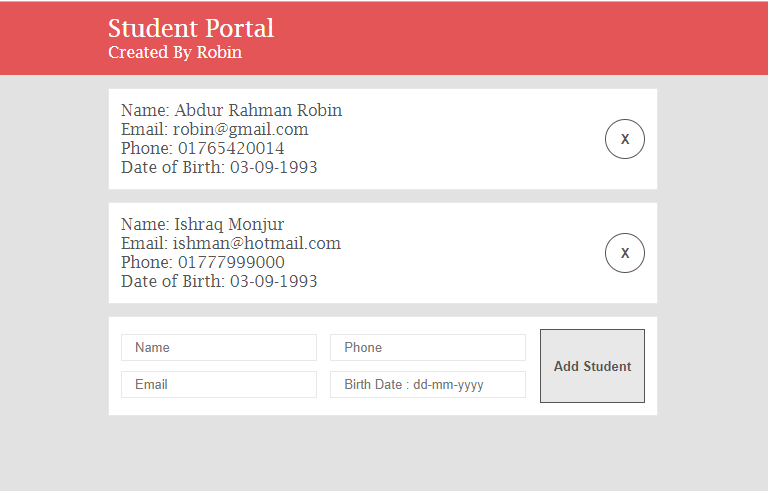 Student Portal
Created By Robin
Name: Abdur Rahman Robin
Email: robin@gmail.com
Phone: 01765420014
Date of Birth: 03-09-1993
X
Name: Ishraq Monjur
Email: ishman@hotmail.com
Phone: 01777999000
Date of Birth: 03-09-1993
X
Name
Phone
Email
Birth Date : dd-mm-yyyy
Add Student